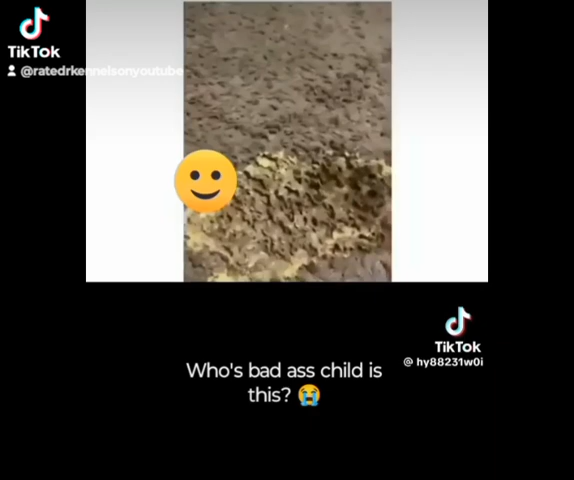 TikTok
@ratedrkennelsonyoutube
TikTok
@ hy88231w0i
Who's bad ass child is
this? 😭